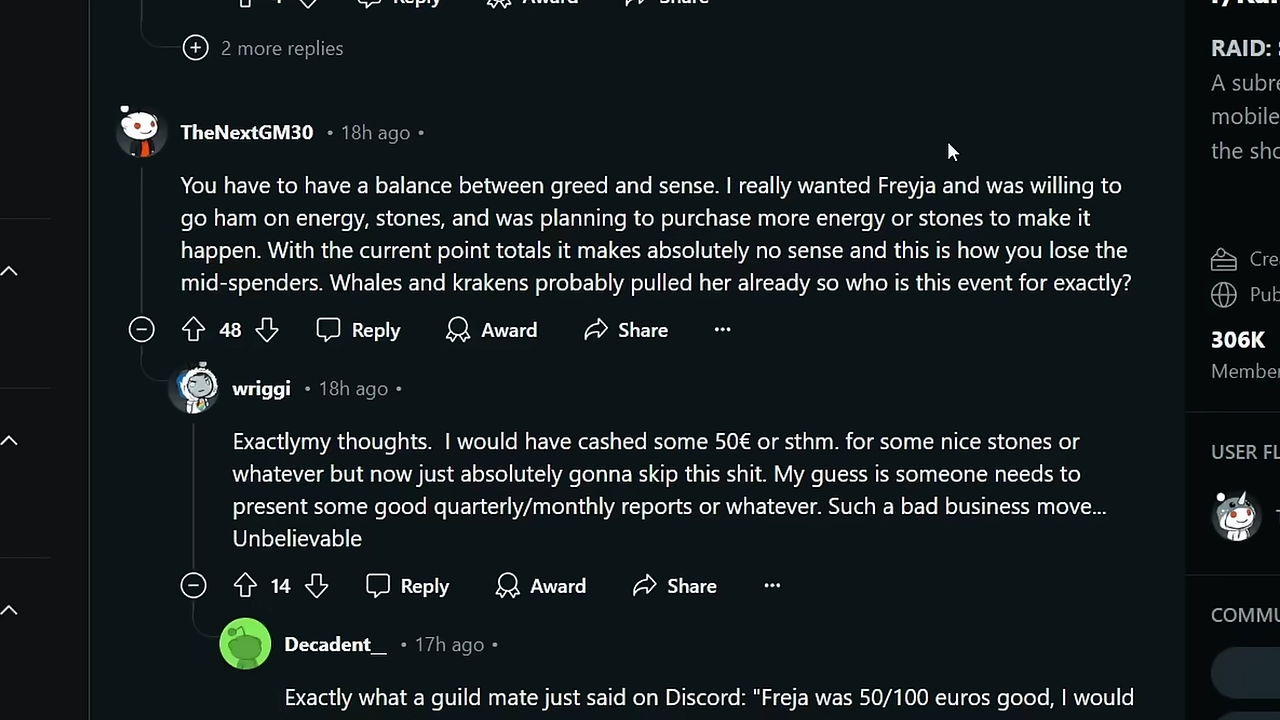 Reply
Award
Share
2 more replies
TheNextGM30 • 18h ago •
You have to have a balance between greed and sense. I really wanted Freyja and was willing to
go ham on energy, stones, and was planning to purchase more energy or stones to make it
happen. With the current point totals it makes absolutely no sense and this is how you lose the
mid-spenders. Whales and krakens probably pulled her already so who is this event for exactly?
48 Reply Award Share ...
wriggi • 18h ago •
Exactlymy thoughts. I would have cashed some 50€ or sthm. for some nice stones or
whatever but now just absolutely gonna skip this shit. My guess is someone needs to
present some good quarterly/monthly reports or whatever. Such a bad business move...
Unbelievable
14 Reply Award Share ...
Decadent__ • 17h ago •
Exactly what a guild mate just said on Discord: "Freja was 50/100 euros good, I would
RAID:
A subre
mobile
the sho
Crea
Pub
306K
Member
USER FL
COMMU